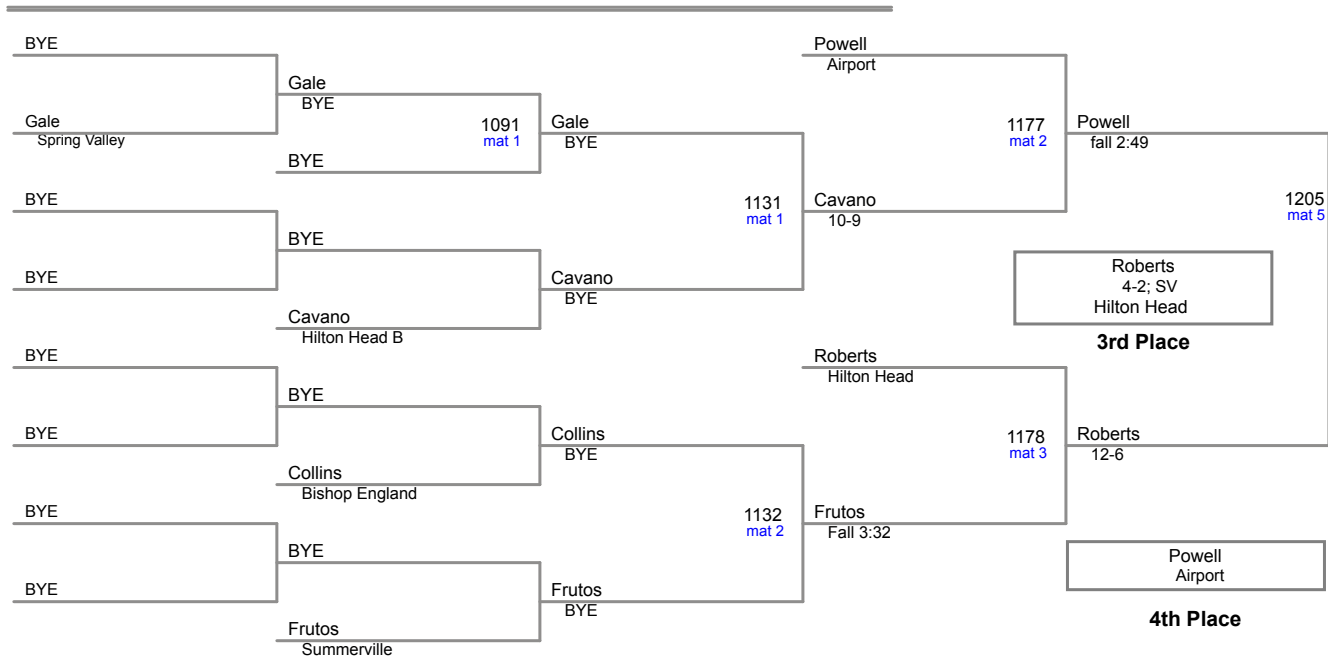 BYE
Gale
Spring Valley
BYE
BYE
BYE
BYE
BYE
BYE
Gale
BYE
BYE
BYE
Cavano
Hilton Head B
BYE
Collins
Bishop England
BYE
Frutos
Summerville
1091
mat 1
Gale
BYE
Cavano
BYE
Collins
BYE
Frutos
BYE
1131
mat 1
1132
mat 2
Powell
Airport
Cavano
10-9
Roberts
Hilton Head
Frutos
Fall 3:32
1177
mat 2
1178
mat 3
Powell
fall 2:49
Roberts
12-6
1205
mat 5
Roberts
4-2; SV
Hilton Head
3rd Place
Powell
Airport
4th Place